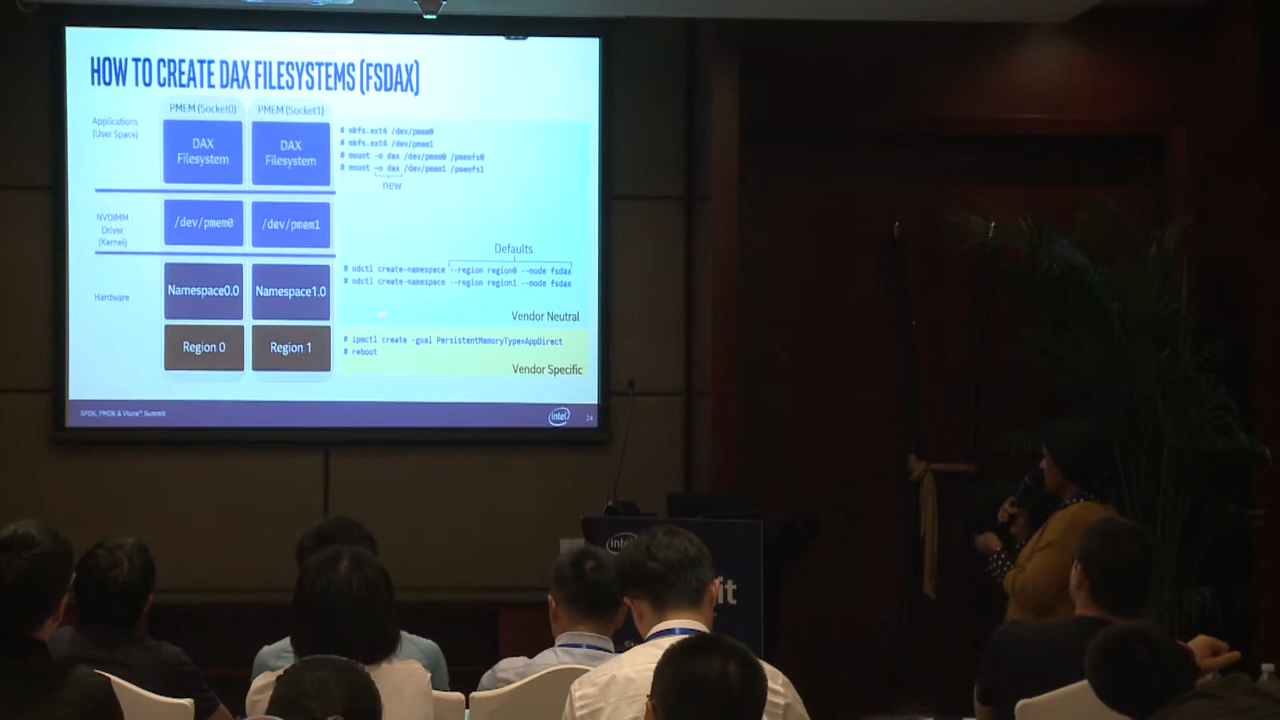 HOW TO CREATE DAX FILESYSTEMS (FSDAX)
PMEM (Socket0)
PMEM (Socket1)
Applications
(User Space)
DAX
Filesystem
DAX
Filesystem
# mkfs.ext4 /dev/pmem0
# mkfs.ext4 /dev/pmem1
# mount -o dax /dev/pmem0 /pmemfs0
# mount -o dax /dev/pmem1 /pmemfs1
new
NVDIMM
Driver
(Kernel)
/dev/pmem0
/dev/pmem1
Defaults
# ndctl create-namespace --region region0 --mode fsdax
# ndctl create-namespace --region region1 --mode fsdax
Hardware
Namespace0.0
Namespace1.0
Vendor Neutral
Region 0
Region 1
# ipmctl create -goal PersistentMemoryType=AppDirect
# reboot
Vendor Specific
SPDK, PMDK & Vtune™ Summit
intel
24
intel
it